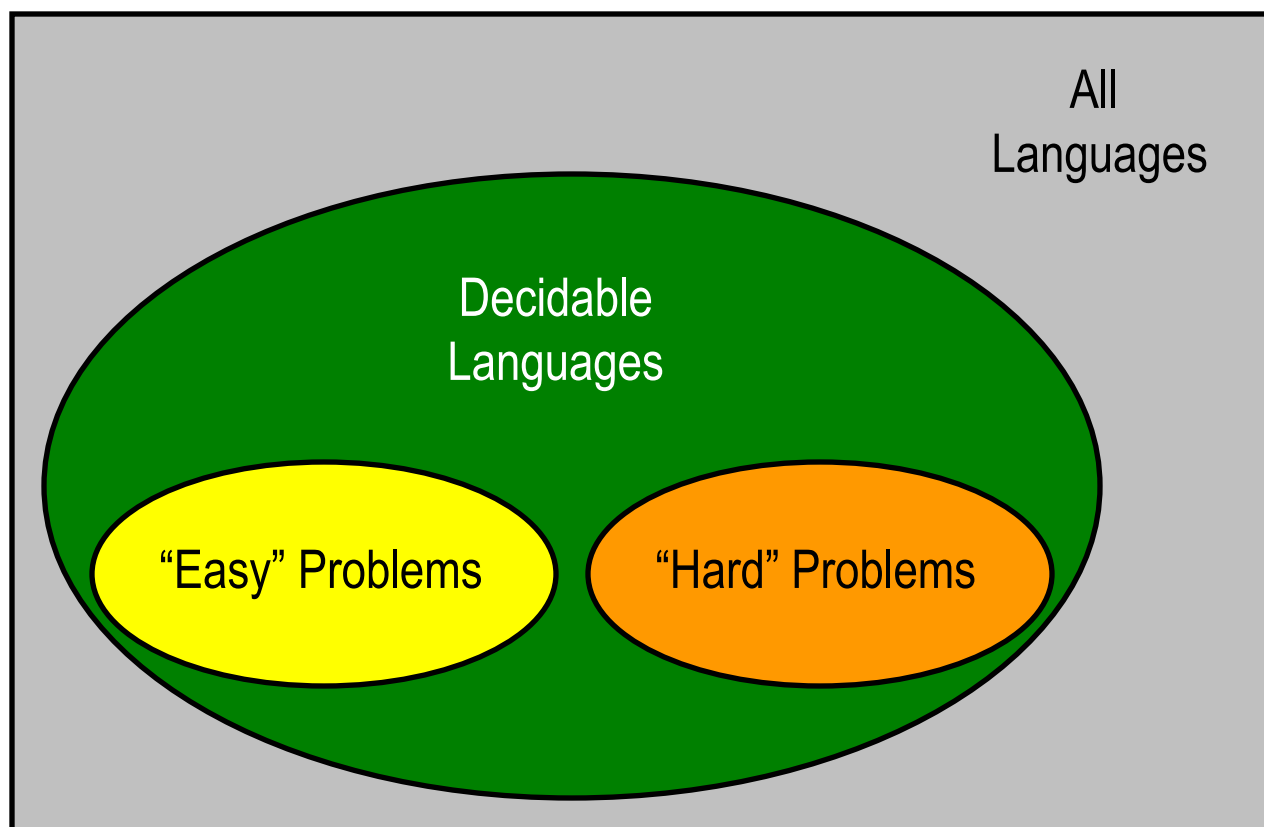 All
Languages
Decidable
Languages
“Easy” Problems
“Hard” Problems